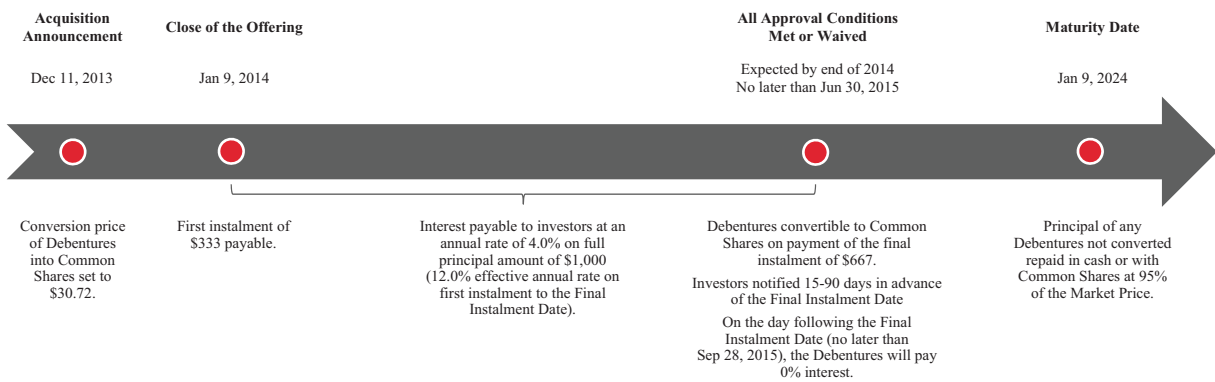 Acquisition
Announcement
Dec 11, 2013
Close of the Offering
Jan 9, 2014
All Approval Conditions
Met or Waived
Expected by end of 2014
No later than Jun 30, 2015
Maturity Date
Jan 9, 2024
Conversion price
of Debentures
into Common
Shares set to
$30.72.
First instalment of
$333 payable.
Interest payable to investors at an
annual rate of 4.0% on full
principal amount of $1,000
(12.0% effective annual rate on
first instalment to the Final
Instalment Date).
Debentures convertible to Common
Shares on payment of the final
instalment of $667.
Investors notified 15-90 days in advance
of the Final Instalment Date
On the day following the Final
Instalment Date (no later than
Sep 28, 2015), the Debentures will pay
0% interest.
Principal of any
Debentures not converted
repaid in cash or with
Common Shares at 95%
of the Market Price.